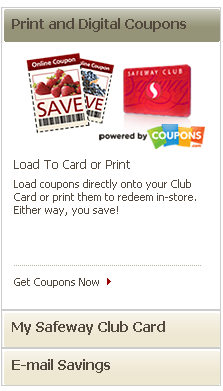 Print and Digital Coupons
Online Coupon
SAVE
SAVE
SAFEWAY CLUB
Safeway
powered by COUPONS.com
Load To Card or Print
Load coupons directly onto your Club
Card or print them to redeem in-store.
Either way, you save!
Get Coupons Now
My Safeway Club Card
E-mail Savings